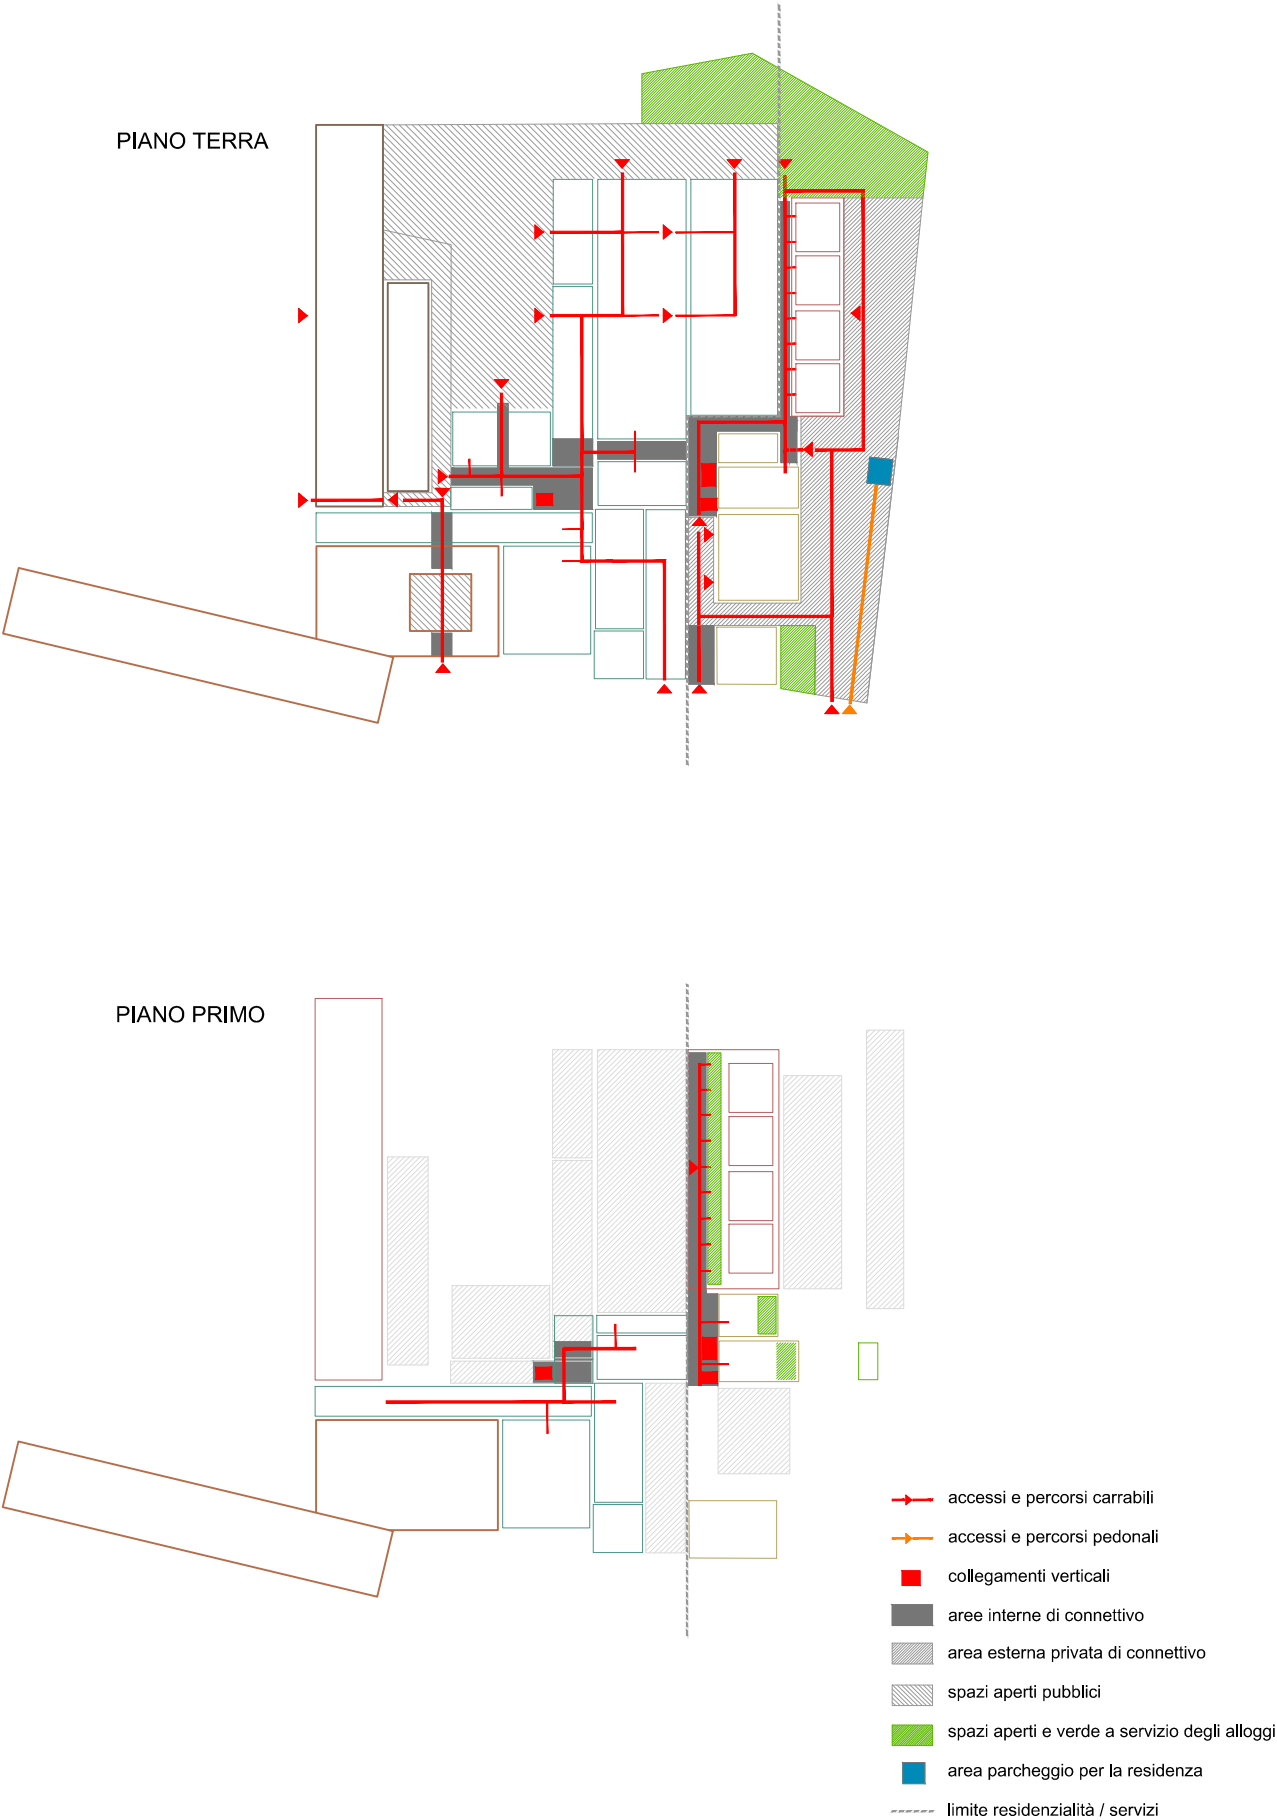 PIANO TERRA
PIANO PRIMO
accessi e percorsi carrabili
accessi e percorsi pedonali
collegamenti verticali
aree interne di connettivo
area esterna privata di connettivo
spazi aperti pubblici
spazi aperti e verde a servizio degli alloggi
area parcheggio per la residenza
limite residenzialità / servizi